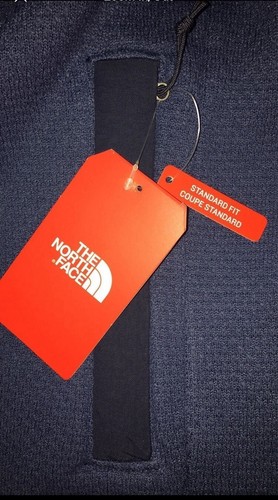 THE
NORTH
FACE
STANDARD FIT
COUPE STANDARD